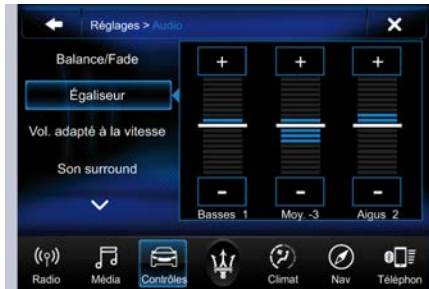 Réglages > Audio
Balance/Fade
Égaliseur
Vol. adapté à la vitesse
Son surround
+ + +
- - -
Basses 1 Moy. -3 Aigus 2
Radio Média Contrôles Climat Nav Téléphon